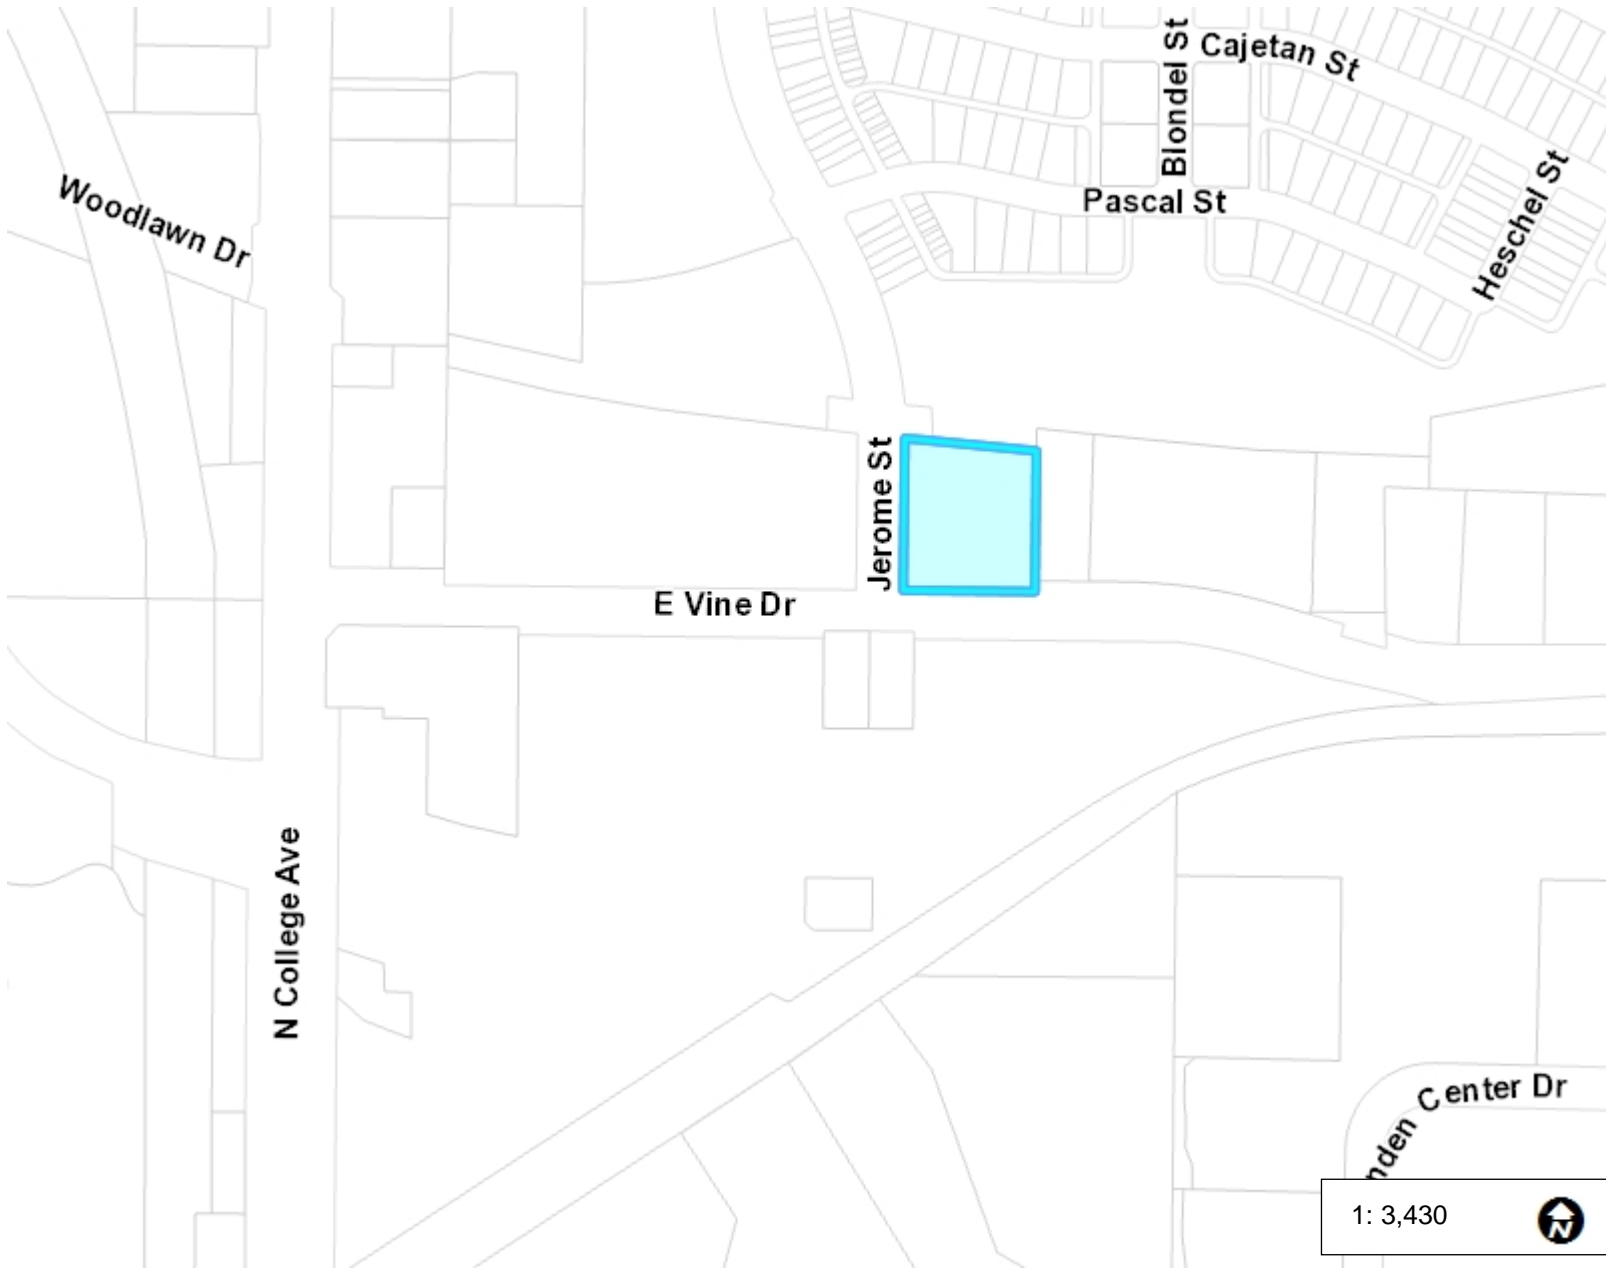 Cajetan St
Blondel St
Heschel St
Woodlawn Dr
Pascal St
Jerome St
E Vine Dr
N College Ave
Center Dr
nden
1: 3,430
N